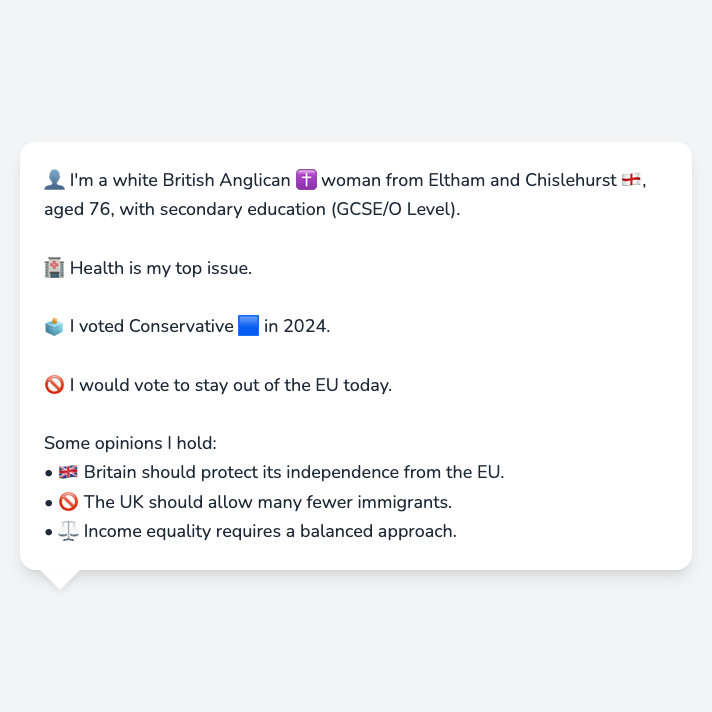 👤 I'm a white British Anglican ✝️ woman from Eltham and Chislehurst 🏴󠁧󠁢󠁥󠁮󠁧󠁿,
aged 76, with secondary education (GCSE/O Level).
🏥 Health is my top issue.
🗳️ I voted Conservative 🟦 in 2024.
🚫 I would vote to stay out of the EU today.
Some opinions I hold:
• 🇬🇧 Britain should protect its independence from the EU.
• 🚫 The UK should allow many fewer immigrants.
• ⚖️ Income equality requires a balanced approach.